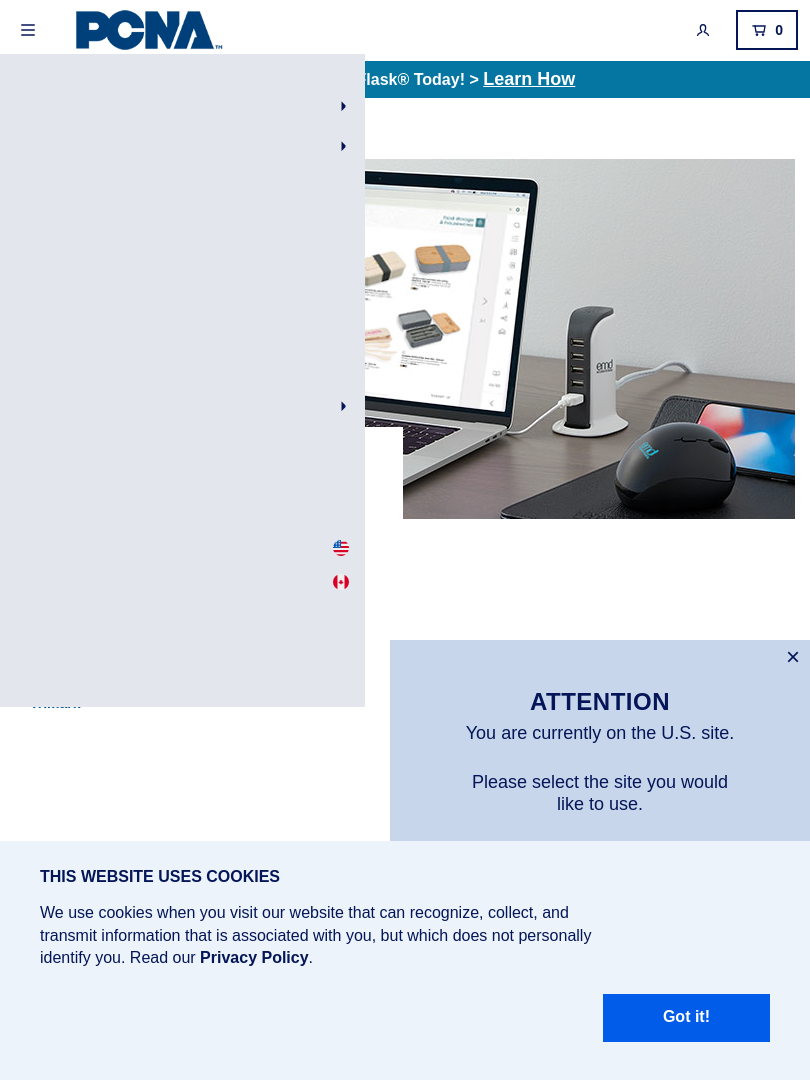 PCNA™
0
Flask® Today! > Learn How
emd
ATTENTION
You are currently on the U.S. site.
Please select the site you would
like to use.
THIS WEBSITE USES COOKIES
We use cookies when you visit our website that can recognize, collect, and
transmit information that is associated with you, but which does not personally
identify you. Read our Privacy Policy.
Got it!